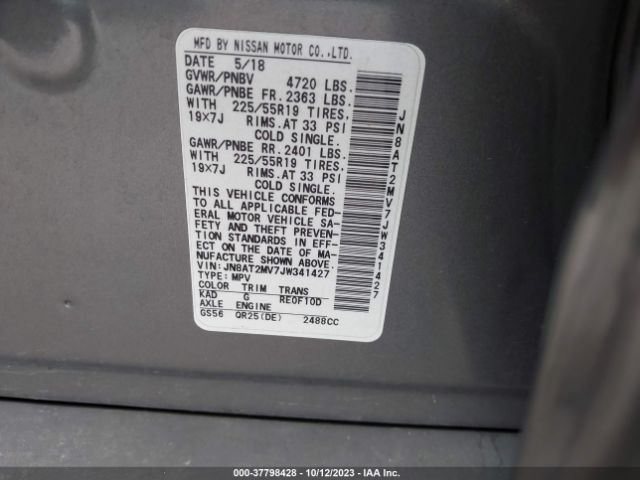 MFD BY NISSAN MOTOR CO.,LTD.
DATE 5/18
GVWR/PNBV 4720 LBS.
GAWR/PNBE FR. 2363 LBS.
WITH 225/55R19 TIRES,
19X7J RIMS.AT 33 PSI
COLD SINGLE.
GAWR/PNBE RR. 2401 LBS.
WITH 225/55R19 TIRES,
19X7J RIMS.AT 33 PSI
COLD SINGLE.
THIS VEHICLE CONFORMS
TO ALL APPLICABLE FED-
ERAL MOTOR VEHICLE SA-
FETY AND THEFT PREVEN-
TION STANDARDS IN EFF-
ECT ON THE DATE OF MA-
NUFACTURE SHOWN ABOVE.
VIN: JN8AT2MV7JW341427
TYPE: MPV
COLOR TRIM TRANS
KAD G RE0F10D
AXLE ENGINE
GS56 QR25(DE) 2488CC
JN8AT2MV7JW341427
000-37798428 - 10/12/2023 - IAA Inc.